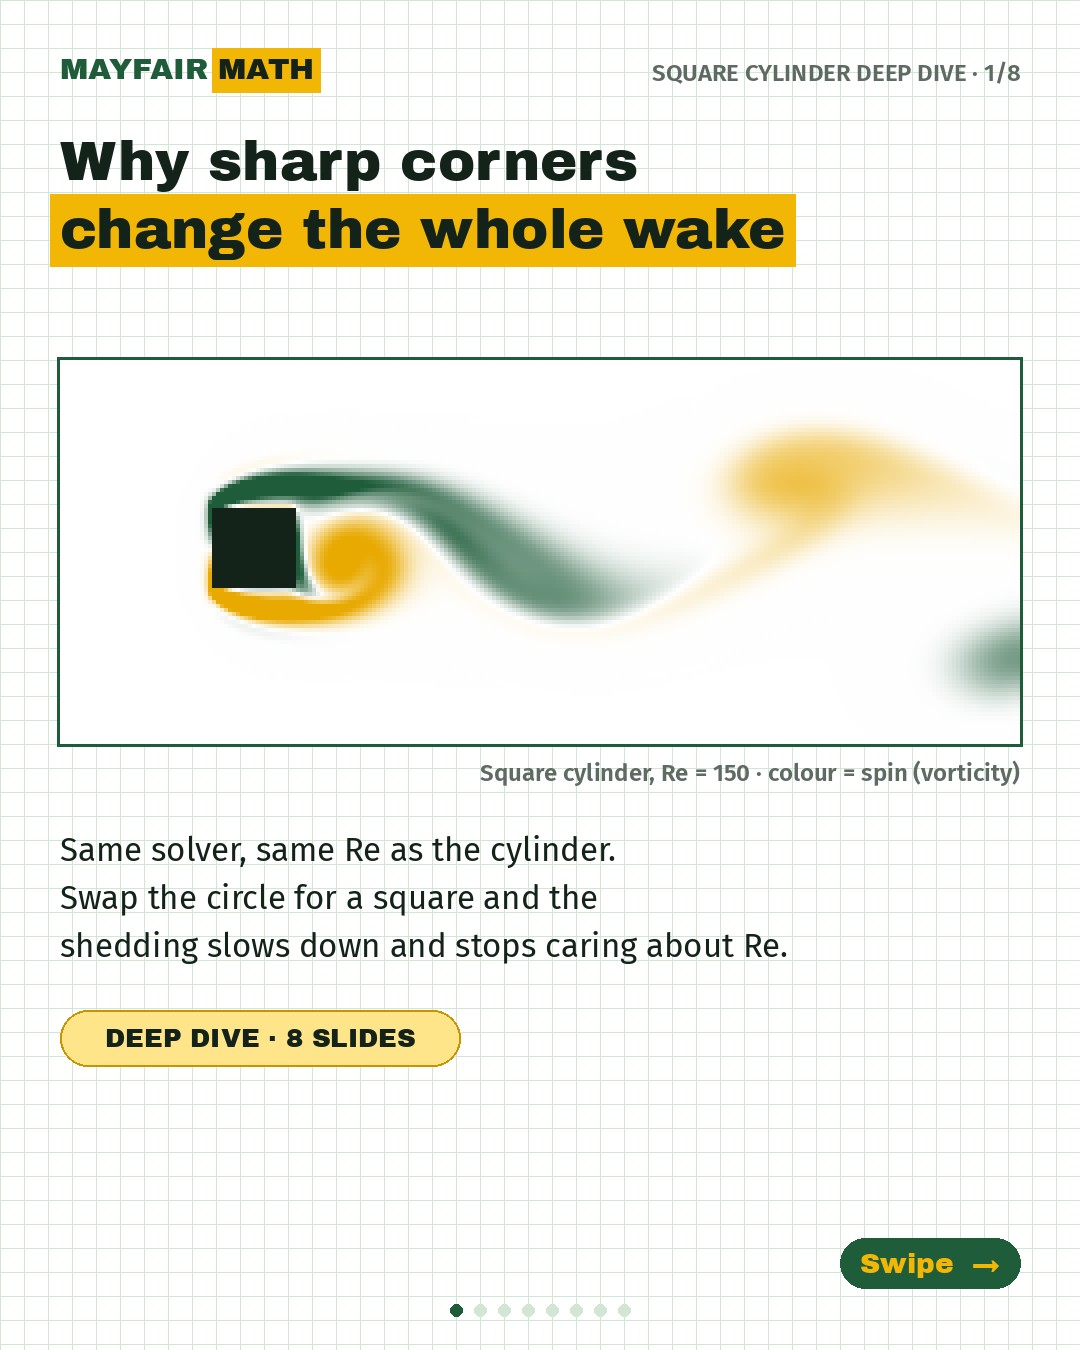 MAYFAIR MATH
SQUARE CYLINDER DEEP DIVE · 1/8
Why sharp corners
change the whole wake
Square cylinder, Re = 150 · colour = spin (vorticity)
Same solver, same Re as the cylinder.
Swap the circle for a square and the
shedding slows down and stops caring about Re.
DEEP DIVE · 8 SLIDES
Swipe →